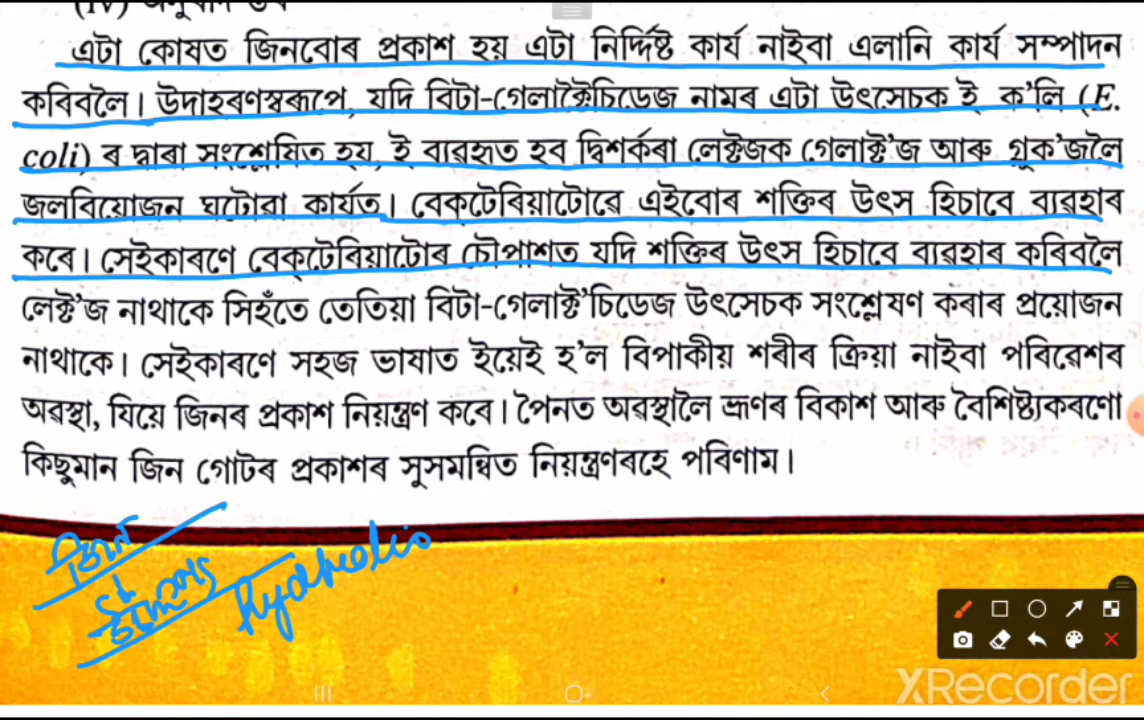 (iv) অনুবাদ স্তৰ
এটা কোষত জিনবোৰ প্ৰকাশ হয় এটা নিৰ্দ্দিষ্ট কাৰ্য নাইবা এলানি কাৰ্য সম্পাদন
কৰিবলৈ। উদাহৰণস্বৰূপে, যদি বিটা-গেলাক্টৈচিডেজ নামৰ এটা উৎসেচক ই ক'লি (E.
coli) ৰ দ্বাৰা সংশ্লেষিত হয়, ই ব্যৱহৃত হব দ্বিশৰ্কৰা লেক্টজক গেলাক্ট'জ আৰু গ্লুক'জলৈ
জলবিয়োজন ঘটোৱা কাৰ্যত। বেক্টেৰিয়াটোৱে এইবোৰ শক্তিৰ উৎস হিচাবে ব্যৱহাৰ
কৰে। সেইকাৰণে বেক্টেৰিয়াটোৰ চৌপাশত যদি শক্তিৰ উৎস হিচাবে ব্যৱহাৰ কৰিবলৈ
লেক্ট'জ নাথাকে সিহঁতে তেতিয়া বিটা-গেলাক্ট'চিডেজ উৎসেচক সংশ্লেষণ কৰাৰ প্ৰয়োজন
নাথাকে। সেইকাৰণে সহজ ভাষাত ইয়েই হ'ল বিপাকীয় শৰীৰ ক্ৰিয়া নাইবা পৰিৱেশৰ
অৱস্থা, যিয়ে জিনৰ প্ৰকাশ নিয়ন্ত্ৰণ কৰে। পৈনত অৱস্থালৈ ভ্ৰূণৰ বিকাশ আৰু বৈশিষ্ট্যকৰণো
কিছুমান জিন গোটৰ প্ৰকাশৰ সুসমন্বিত নিয়ন্ত্ৰণৰহে পৰিণাম।
জিন
XRecorder